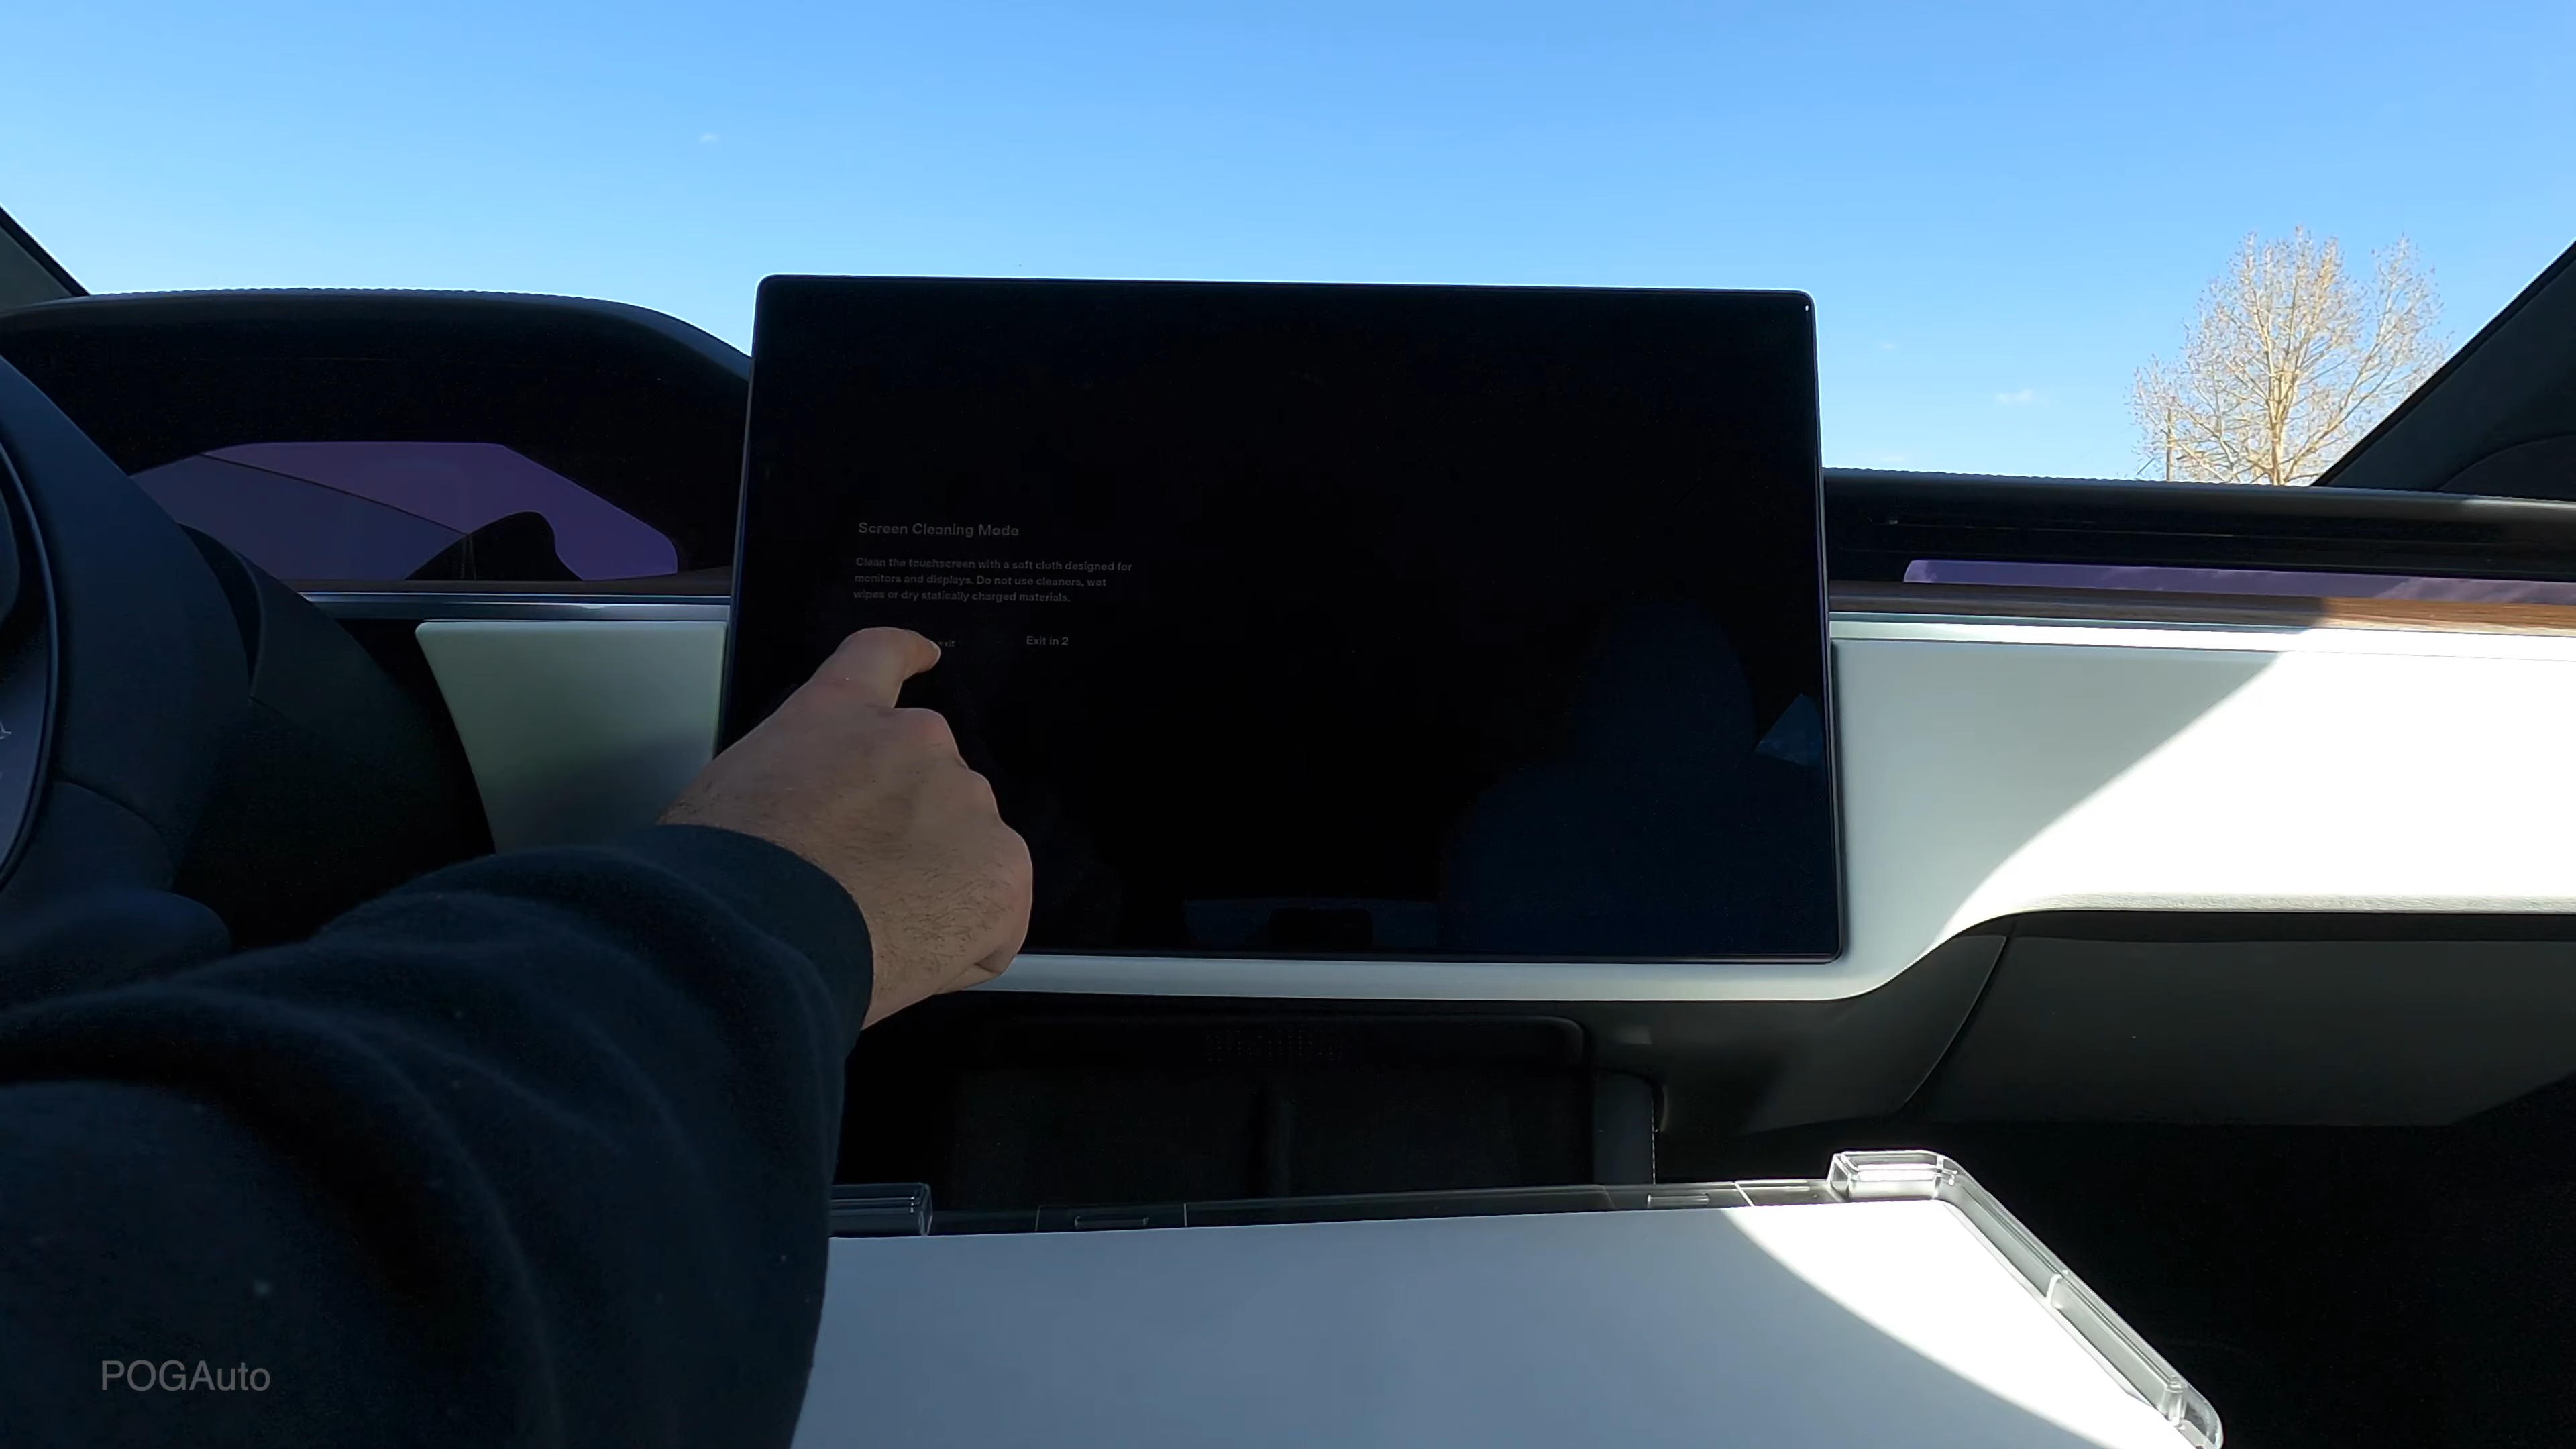 Screen Cleaning Mode
Clean the touchscreen with a soft cloth designed for
monitors and displays. Do not use cleaners, wet
wipes or dry statically charged materials.
Exit in 2
POGAuto